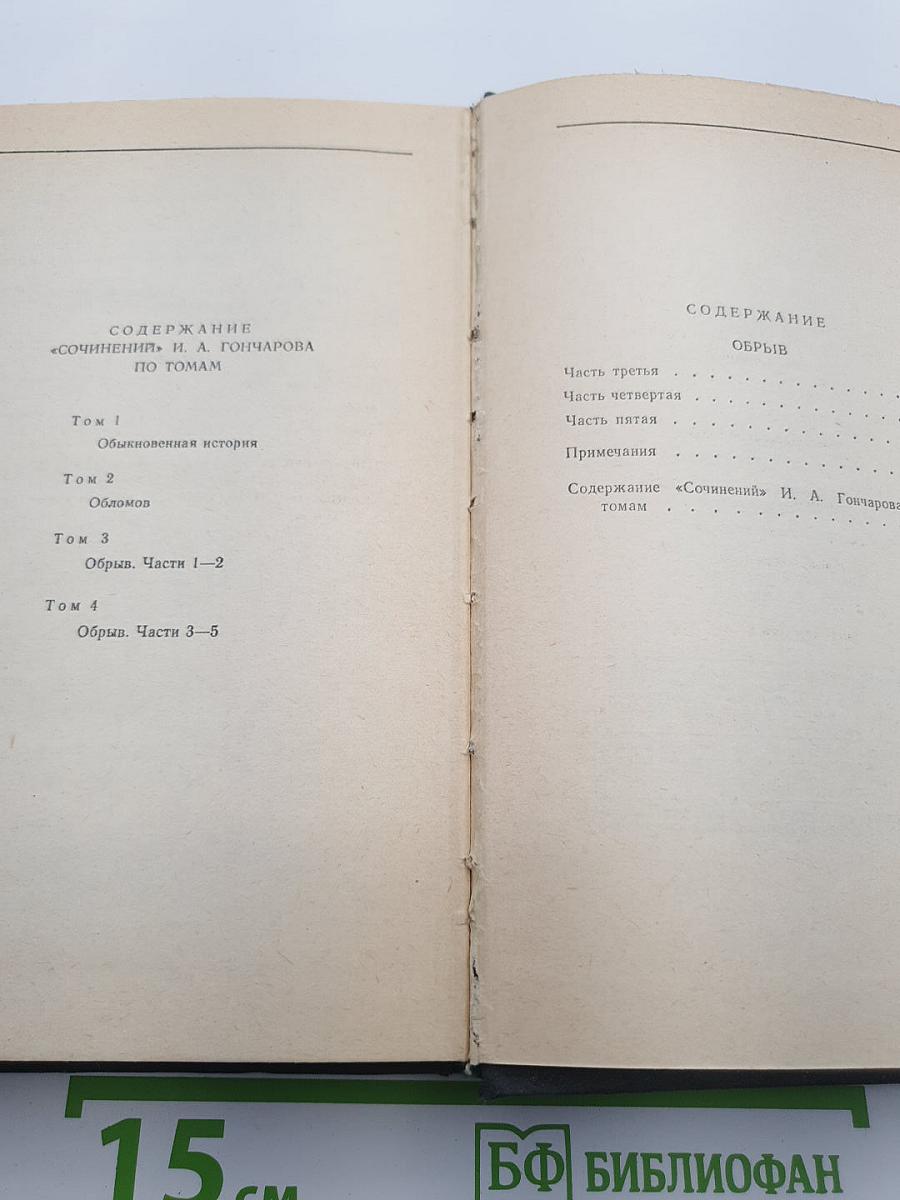 СОДЕРЖАНИЕ
«СОЧИНЕНИЙ» И. А. ГОНЧАРОВА
ПО ТОМАМ
Том 1
Обыкновенная история
Том 2
Обломов
Том 3
Обрыв. Части 1—2
Том 4
Обрыв. Части 3—5
СОДЕРЖАНИЕ
ОБРЫВ
Часть третья . . . . . . .
Часть четвертая . . . . . . .
Часть пятая . . . . . . .
Примечания . . . . . . .
Содержание «Сочинений» И. А. Гончарова
томам . . . . . . .
15 см
БФ БИБЛИОФАН